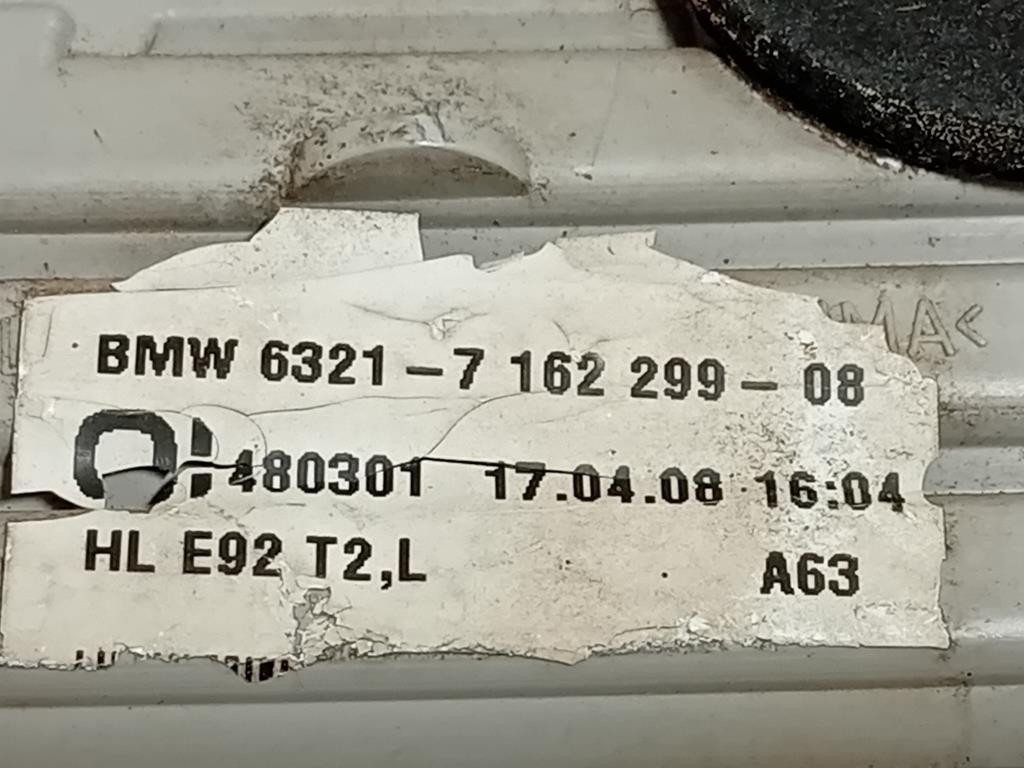 BMW 6321-7 162 299-08
480301 17.04.08 16:04
HL E92 T2,L A63